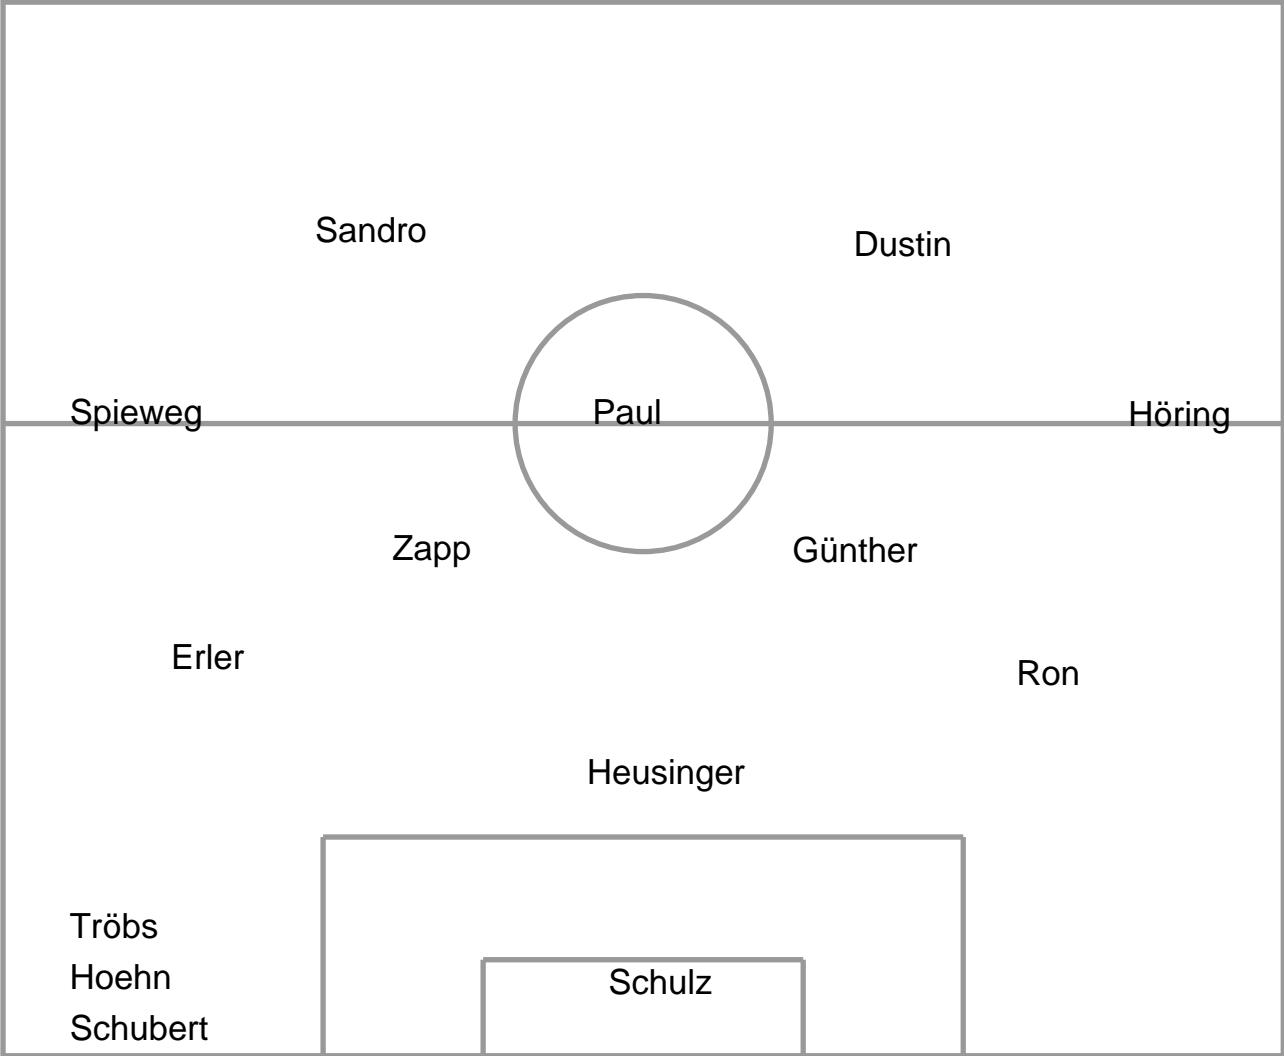 Sandro
Dustin
Spieweg
Paul
Höring
Zapp
Günther
Erler
Ron
Heusinger
Tröbs
Hoehn
Schulz
Schubert